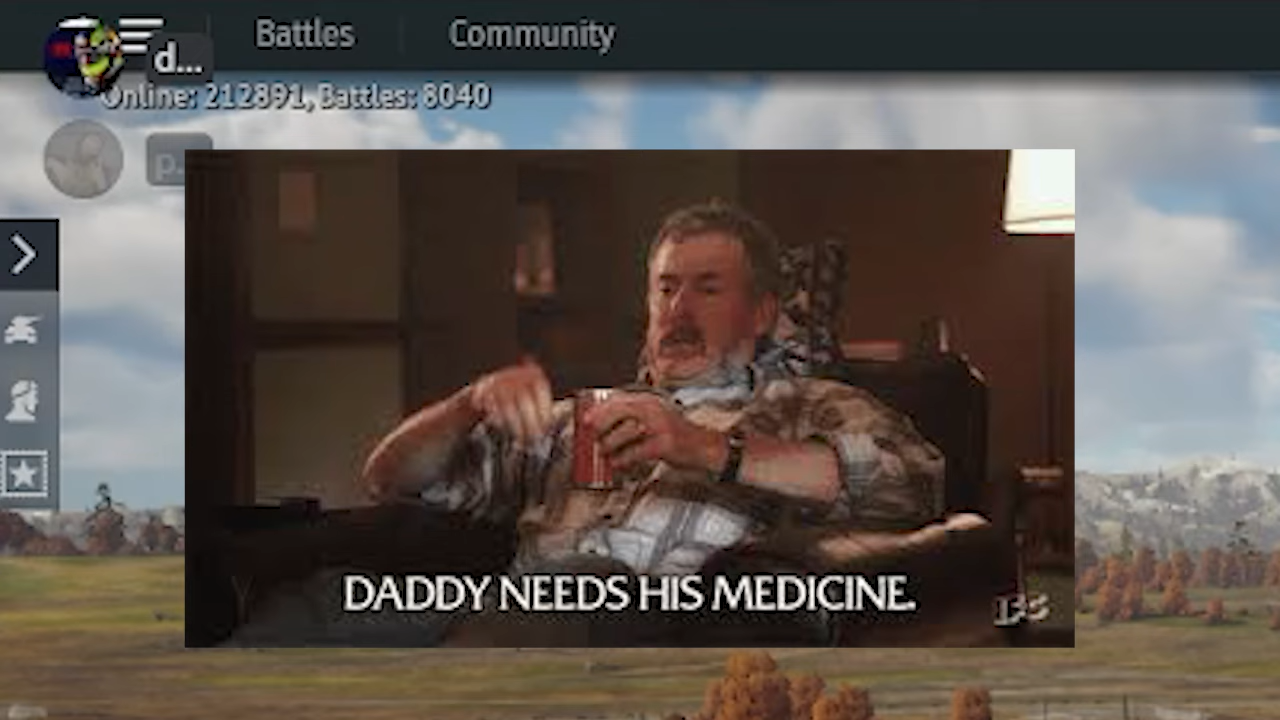 Battles Community
d...
Online: 212891, Battles: 8040
p..
DADDY NEEDS HIS MEDICINE.